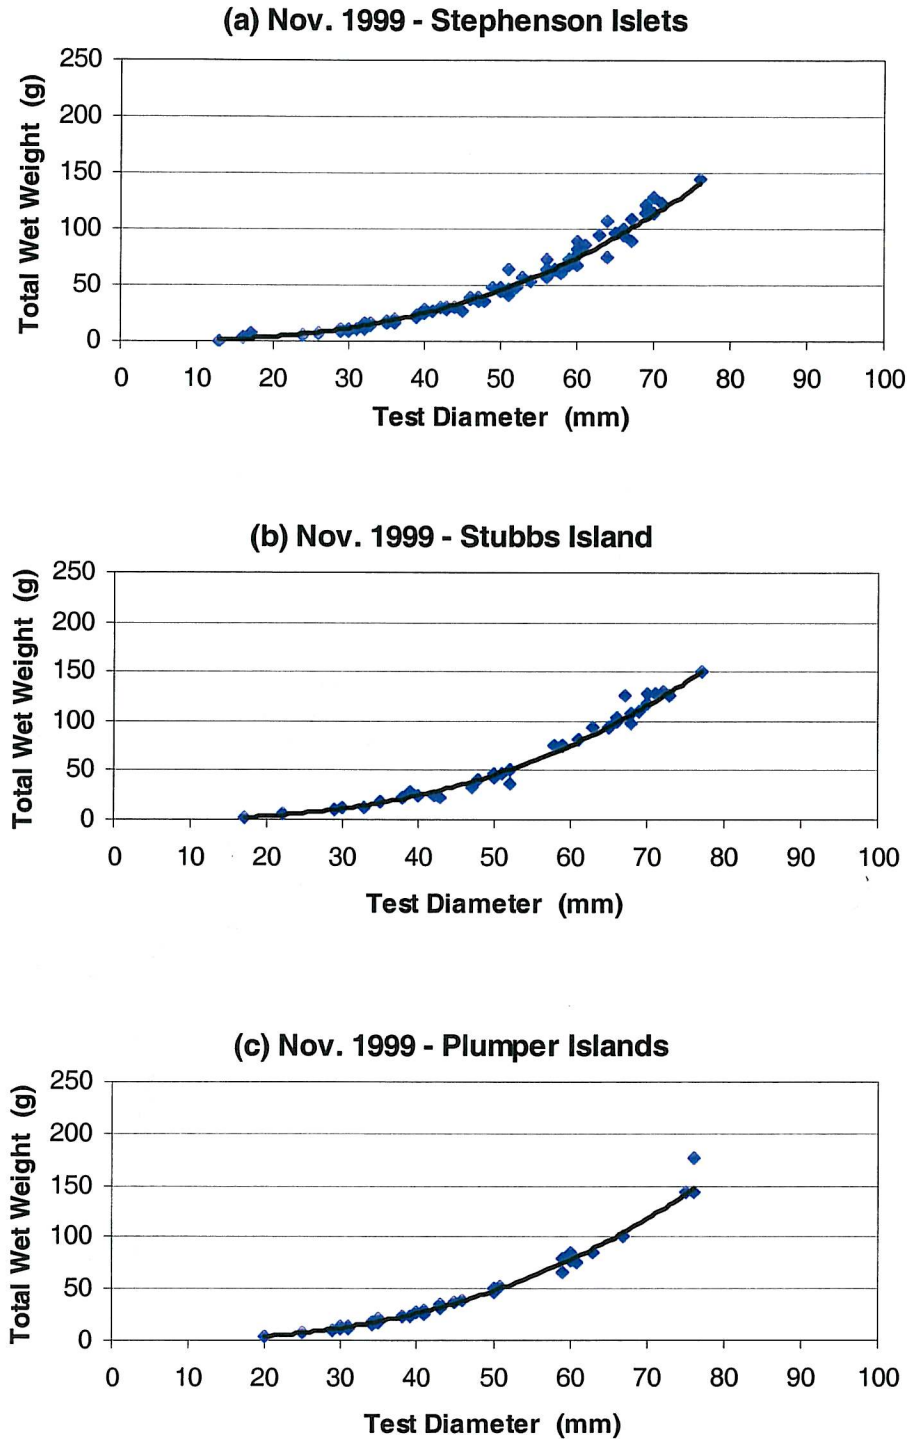 (a) Nov. 1999 - Stephenson Islets
Total Wet Weight (g)
250
200
150
100
50
0
0 10 20 30 40 50 60 70 80 90 100
Test Diameter (mm)
(b) Nov. 1999 - Stubbs Island
Total Wet Weight (g)
250
200
150
100
50
0
0 10 20 30 40 50 60 70 80 90 100
Test Diameter (mm)
(c) Nov. 1999 - Plumper Islands
Total Wet Weight (g)
250
200
150
100
50
0
0 10 20 30 40 50 60 70 80 90 100
Test Diameter (mm)